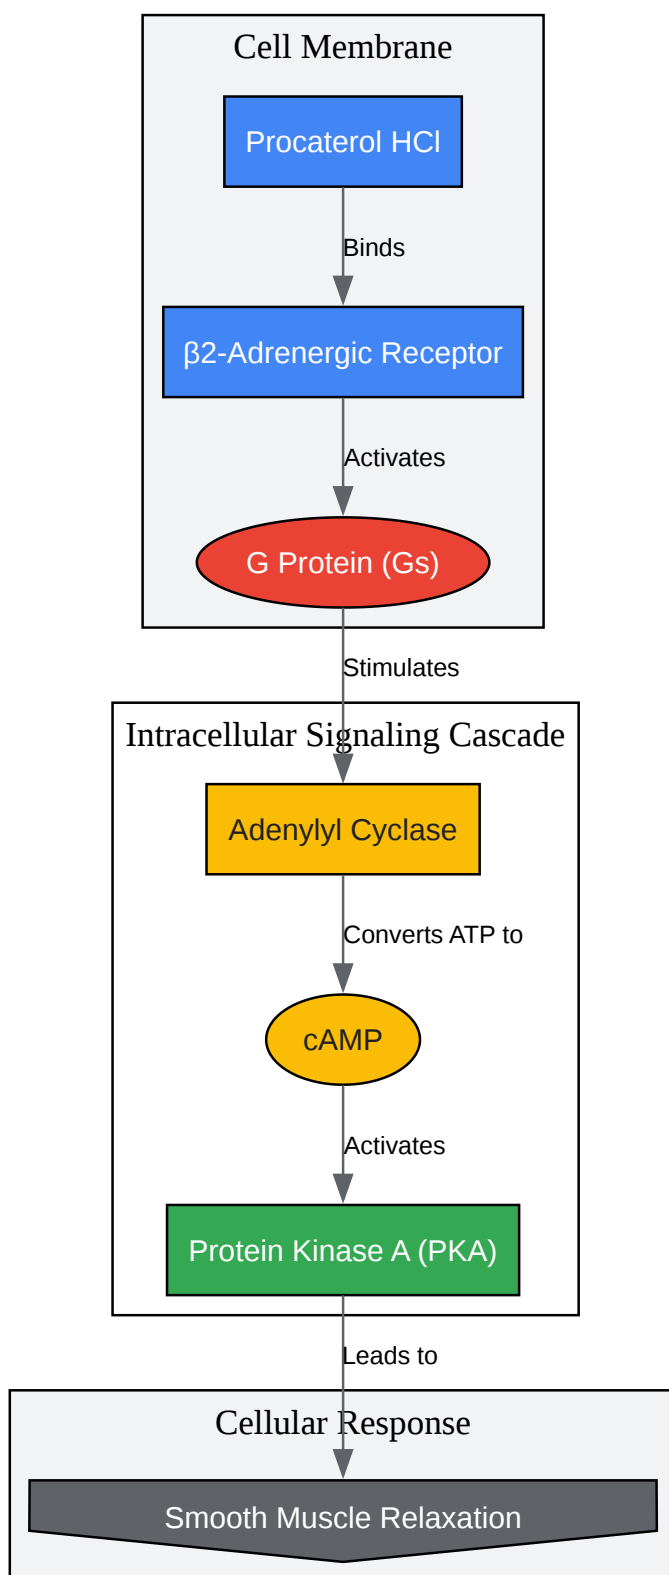 Cell Membrane
Procaterol HCl
Binds
β2-Adrenergic Receptor
Activates
G Protein (Gs)
Stimulates
Intracellular Signaling Cascade
Adenylyl Cyclase
Converts ATP to
cAMP
Activates
Protein Kinase A (PKA)
Leads to
Cellular Response
Smooth Muscle Relaxation